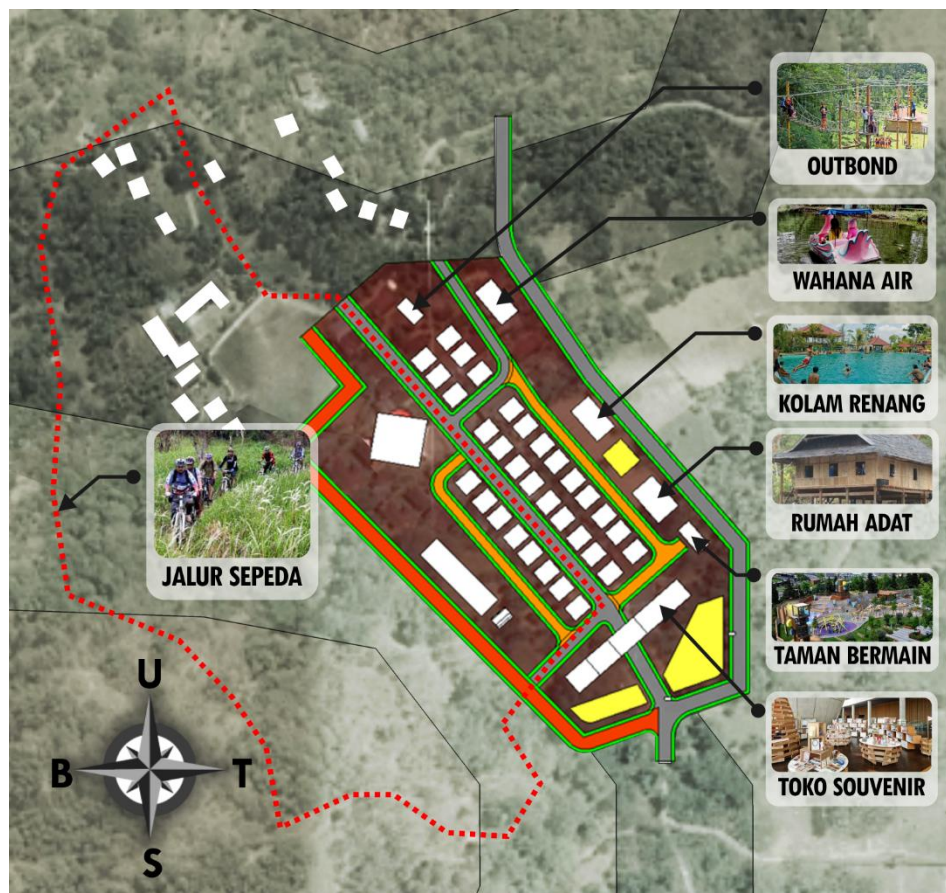 OUTBOND
WAHANA AIR
KOLAM RENANG
RUMAH ADAT
JALUR SEPEDA
TAMAN BERMAIN
TOKO SOUVENIR
U
B
T
S